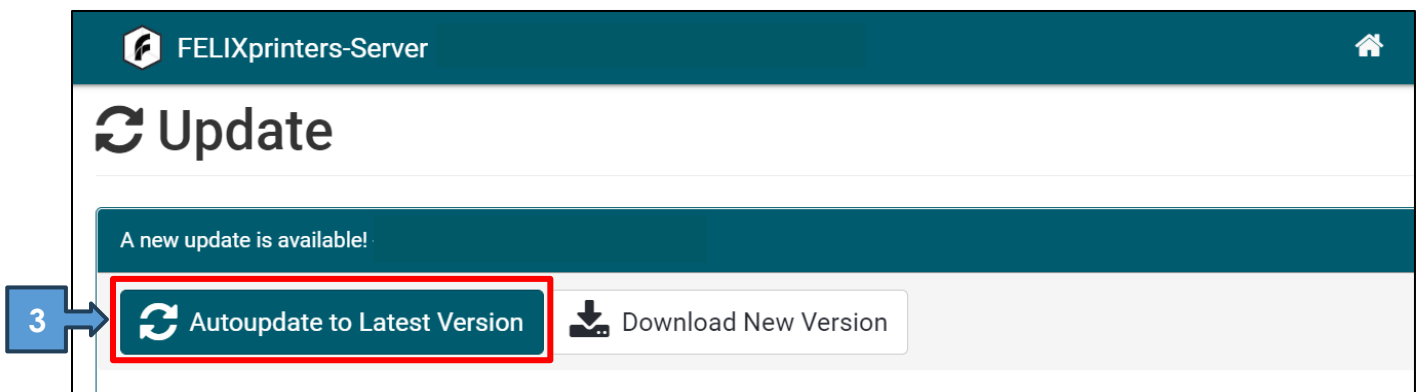 FELIXprinters-Server
Update
A new update is available!
3
Autoupdate to Latest Version
Download New Version